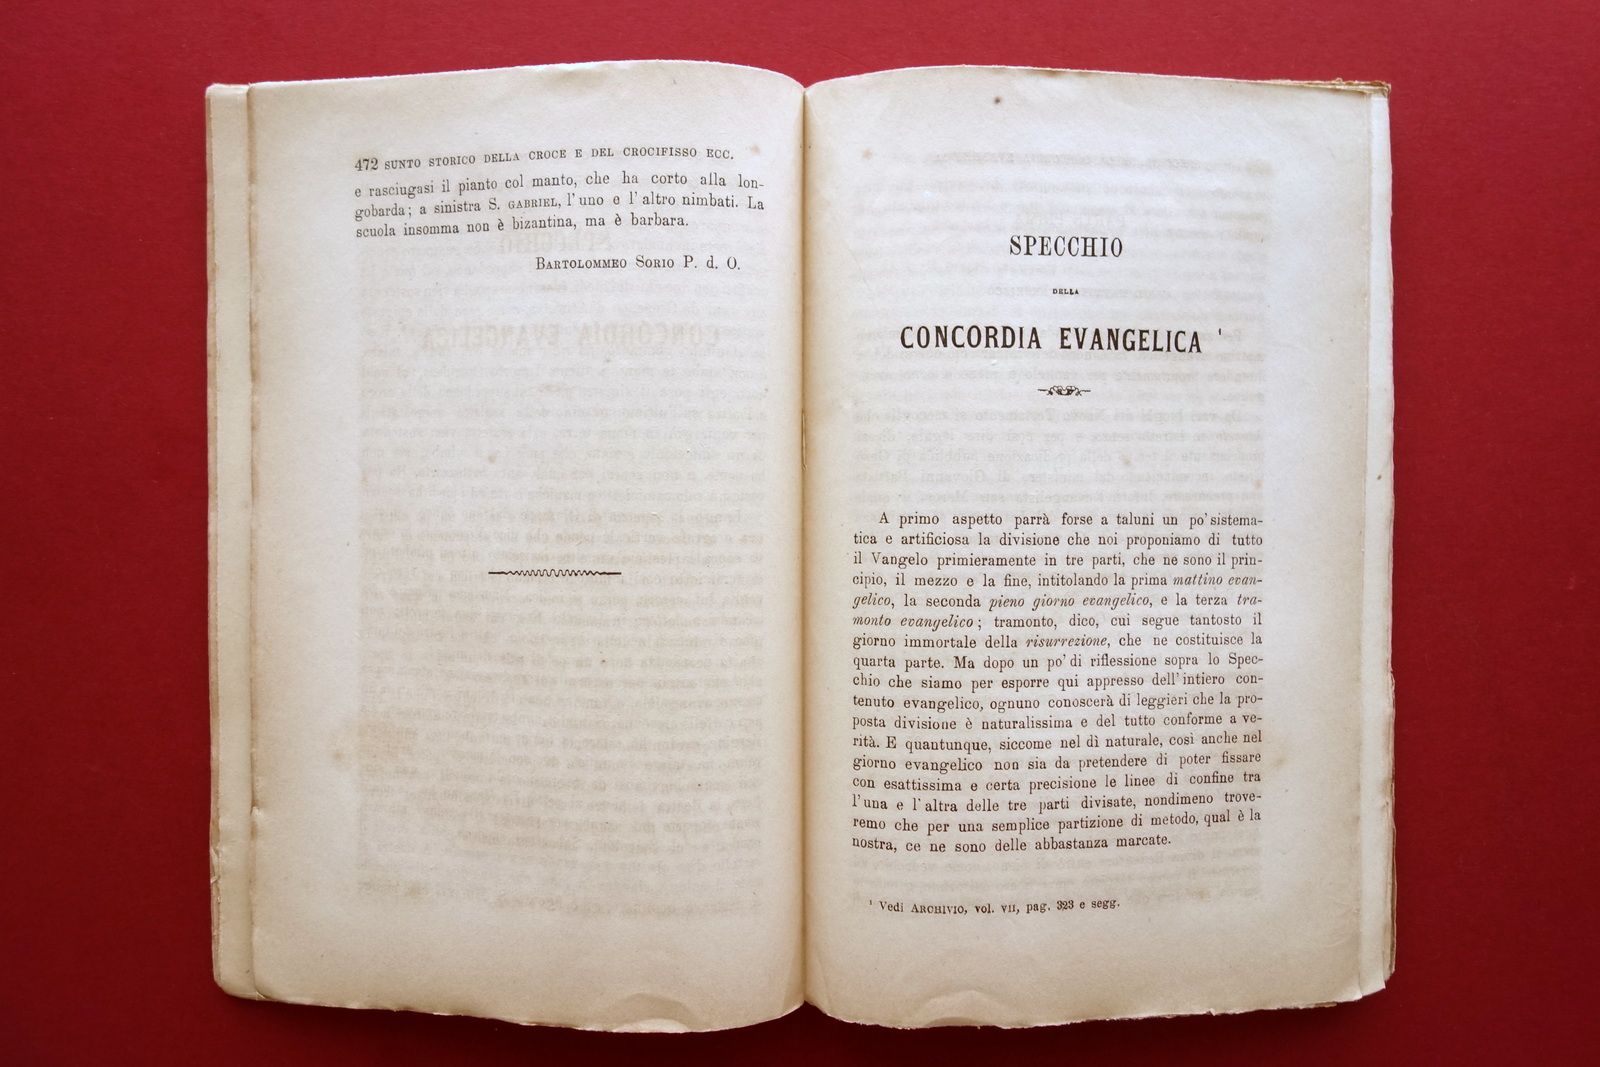 472 SUNTO STORICO DELLA CROCE E DEL CROCIFISSO ECC.
e rasciugasi il pianto col manto, che ha corto alla lon-
gobarda; a sinistra S. GABRIEL, l'uno e l'altro nimbati. La
scuola insomma non è bizantina, ma è barbara.
BARTOLOMMEO SORIO P. d. O.
SPECCHIO
DELLA
CONCORDIA EVANGELICA ¹
A primo aspetto parrà forse a taluni un po' sistema-
tica e artificiosa la divisione che noi proponiamo di tutto
il Vangelo primieramente in tre parti, che ne sono il prin-
cipio, il mezzo e la fine, intitolando la prima mattino evan-
gelico, la seconda pieno giorno evangelico, e la terza tra-
monto evangelico; tramonto, dico, cui segue tantosto il
giorno immortale della risurrezione, che ne costituisce la
quarta parte. Ma dopo un po' di riflessione sopra lo Spec-
chio che siamo per esporre qui appresso dell'intiero con-
tenuto evangelico, ognuno conoscerà di leggieri che la pro-
posta divisione è naturalissima e del tutto conforme a ve-
rità. E quantunque, siccome nel dì naturale, così anche nel
giorno evangelico non sia da pretendere di poter fissare
con esattissima e certa precisione le linee di confine tra
l'una e l'altra delle tre parti divisate, nondimeno trove-
remo che per una semplice partizione di metodo, qual è la
nostra, ce ne sono delle abbastanza marcate.
¹ Vedi ARCHIVIO, vol. VII, pag. 323 e segg.